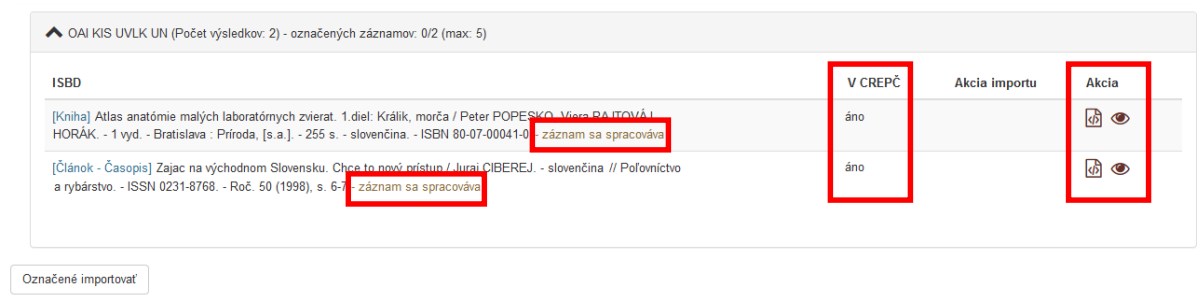 OAI KIS UVLK UN (Počet výsledkov: 2) - označených záznamov: 0/2 (max: 5)
ISBD V CREPČ Akcia importu Akcia
[Kniha] Atlas anatómie malých laboratórnych zvierat. 1.diel: Králik, morča / Peter POPESKO, Viera RAJTOVÁ, J.
HORÁK. - 1 vyd. - Bratislava : Príroda, [s.a.]. - 255 s. - slovenčina. - ISBN 80-07-00041-0 - záznam sa spracováva
áno
[Článok - Časopis] Zajac na východnom Slovensku. Chce to nový prístup / Juraj CIBEREJ. - slovenčina // Poľovníctvo
a rybárstvo. - ISSN 0231-8768. - Roč. 50 (1998), s. 6-7 - záznam sa spracováva
áno
Označené importovať